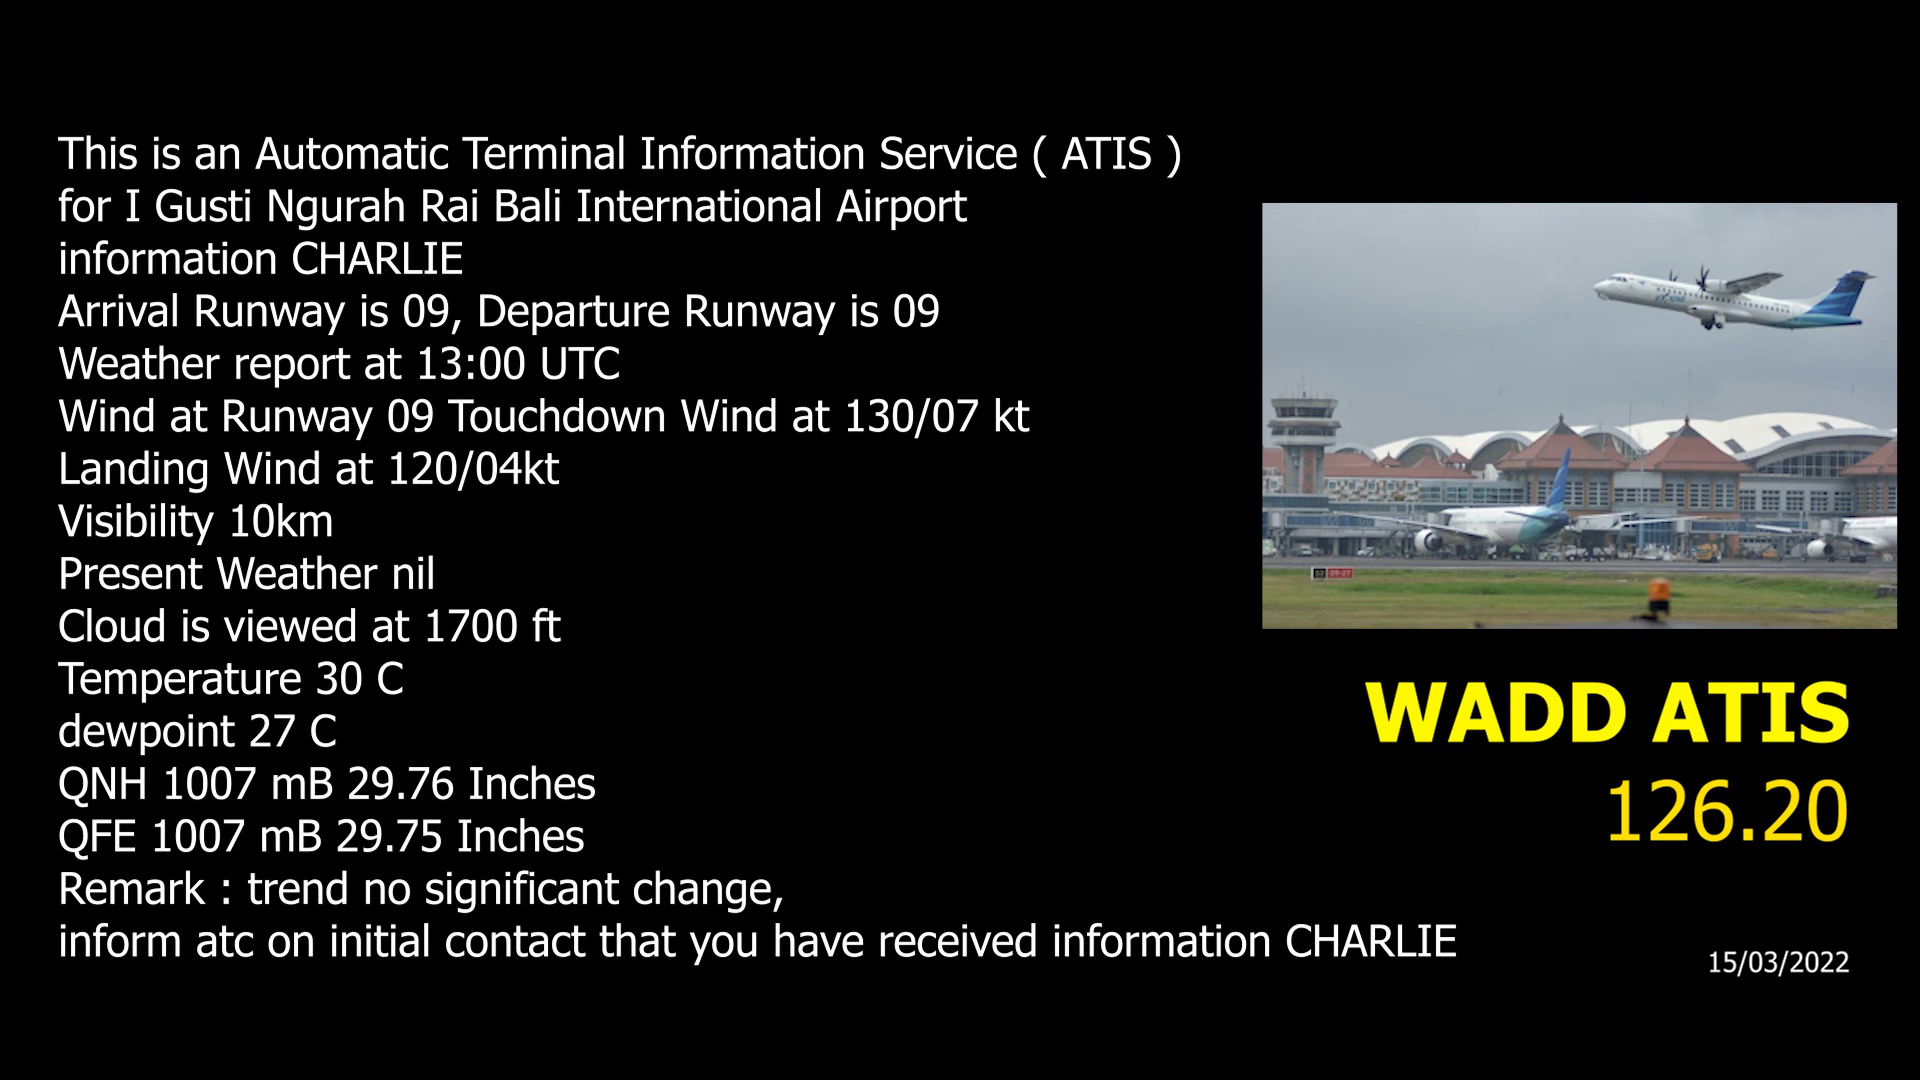 This is an Automatic Terminal Information Service ( ATIS )
for I Gusti Ngurah Rai Bali International Airport
information CHARLIE
Arrival Runway is 09, Departure Runway is 09
Weather report at 13:00 UTC
Wind at Runway 09 Touchdown Wind at 130/07 kt
Landing Wind at 120/04kt
Visibility 10km
Present Weather nil
Cloud is viewed at 1700 ft
Temperature 30 C
dewpoint 27 C
QNH 1007 mB 29.76 Inches
QFE 1007 mB 29.75 Inches
Remark : trend no significant change,
inform atc on initial contact that you have received information CHARLIE
09-27
WADD ATIS
126.20
15/03/2022